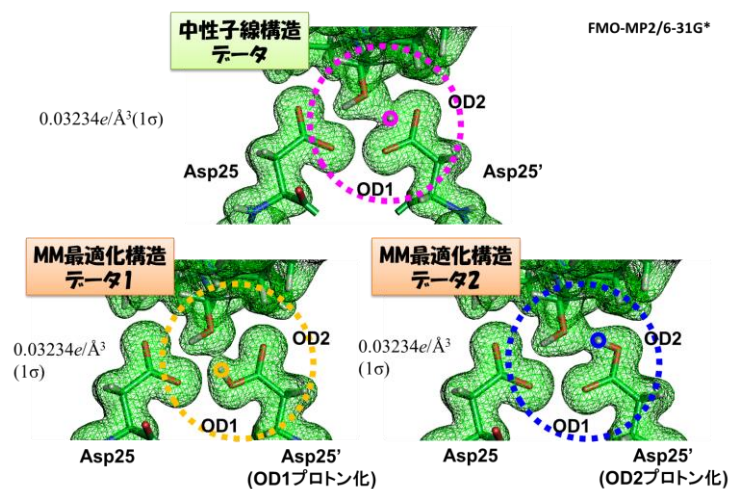 中性子線構造
データ
FMO-MP2/6-31G*
OD2
0.03234e/Å³(1σ)
Asp25
Asp25'
OD1
MM最適化構造
データ1
MM最適化構造
データ2
0.03234e/Å³
(1σ)
OD2
0.03234e/Å³
(1σ)
OD2
OD1
OD1
Asp25
Asp25'
(OD1プロトン化)
Asp25
Asp25'
(OD2プロトン化)